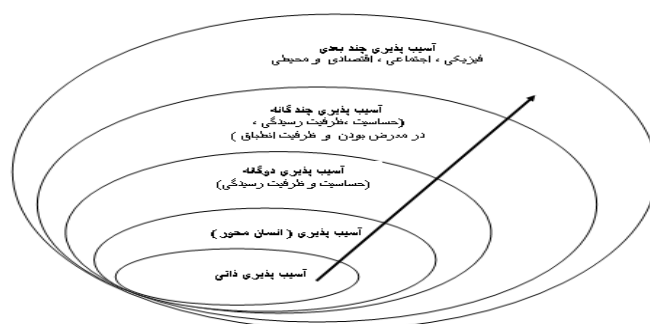 آسیب پذیری چند بعدی
فیزیکی ، اجتماعی ، اقتصادی و محیطی
آسیب پذیری چند گانه
(حساسیت ،ظرفیت رسیدگی ،
در معرض بودن و ظرفیت انطباق )
آسیب پذیری دوگانه
(حساسیت و ظرفیت رسیدگی)
آسیب پذیری ( انسان محور )
آسیب پذیری ذاتی